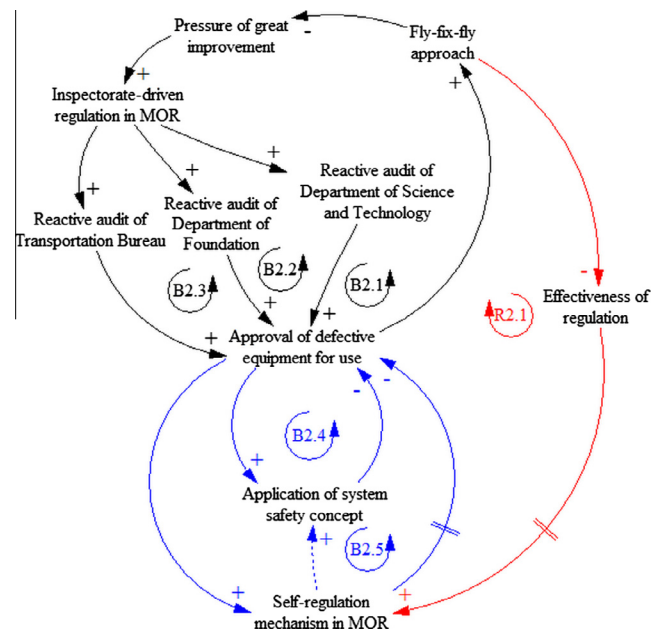 Pressure of great
improvement
-
Fly-fix-fly
approach
+
+
Inspectorate-driven
regulation in MOR
+
+
+
Reactive audit of
Transportation Bureau
Reactive audit of
Department of
Foundation
Reactive audit of
Department of Science
and Technology
B2.3
B2.2
B2.1
-
Effectiveness of
regulation
R2.1
+
+
+
Approval of defective
equipment for use
-
-
B2.4
+
Application of system
safety concept
+
B2.5
+
+
Self-regulation
mechanism in MOR